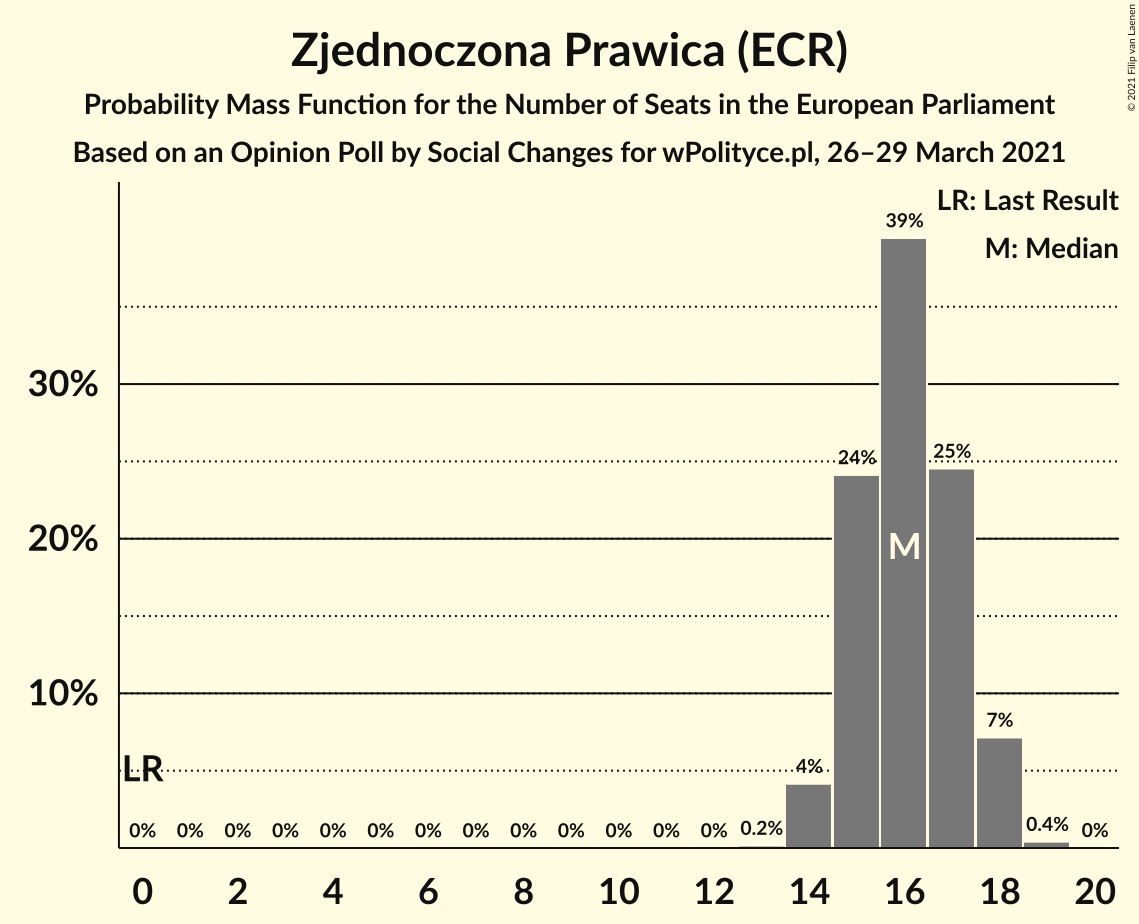 Zjednoczona Prawica (ECR)
Probability Mass Function for the Number of Seats in the European Parliament
Based on an Opinion Poll by Social Changes for wPolityce.pl, 26–29 March 2021
© 2021 Filip van Laenen
LR: Last Result
M: Median
39%
30%
24%
25%
20%
M
10%
7%
LR
4%
0% 0% 0% 0% 0% 0% 0% 0% 0% 0% 0% 0% 0% 0.2% 0.4% 0%
0 2 4 6 8 10 12 14 16 18 20